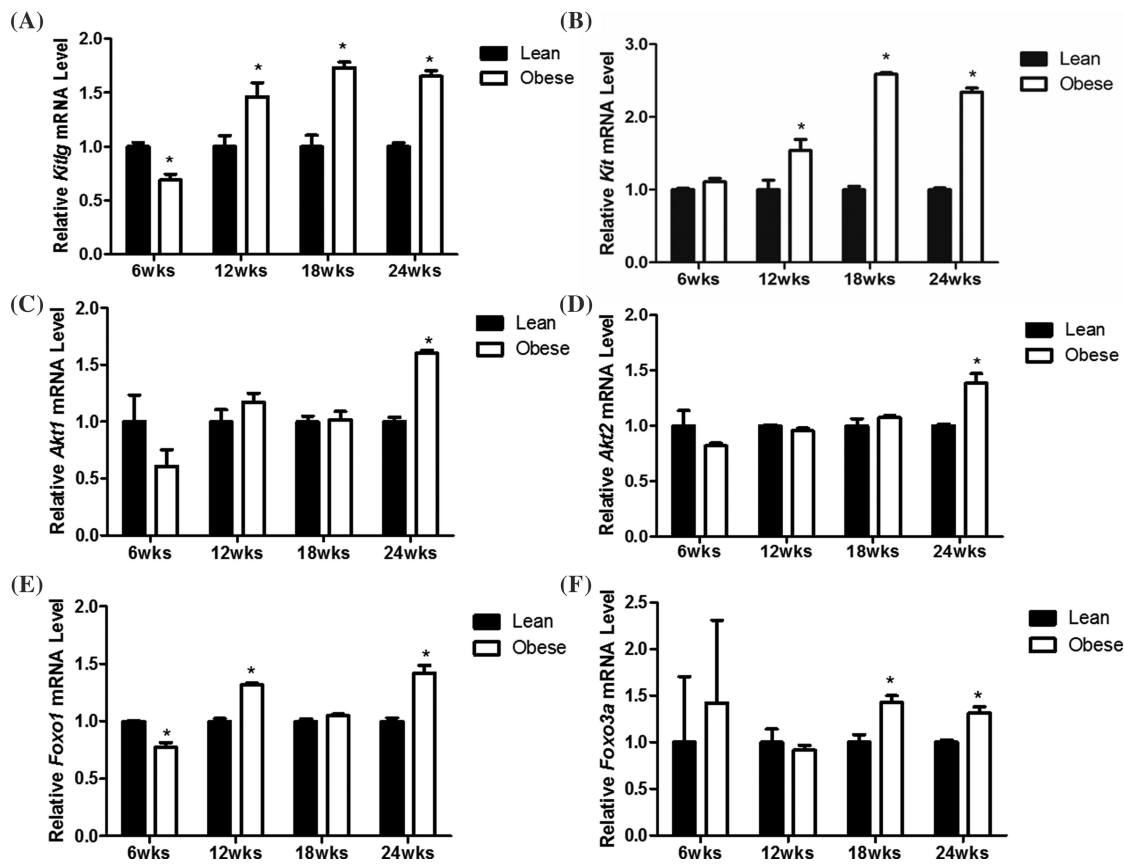 (A)
Relative Kitlg mRNA Level
2.0
1.5
1.0
0.5
0.0
*
*
*
*
6wks 12wks 18wks 24wks
Lean
Obese
(B)
Relative Kit mRNA Level
3.0
2.0
1.0
0.0
*
*
*
6wks 12wks 18wks 24wks
Lean
Obese
(C)
Relative Akt1 mRNA Level
2.0
1.5
1.0
0.5
0.0
*
6wks 12wks 18wks 24wks
Lean
Obese
(D)
Relative Akt2 mRNA Level
2.0
1.5
1.0
0.5
0.0
*
6wks 12wks 18wks 24wks
Lean
Obese
(E)
Relative Foxo1 mRNA Level
2.0
1.5
1.0
0.5
0.0
*
*
*
6wks 12wks 18wks 24wks
Lean
Obese
(F)
Relative Foxo3a mRNA Level
2.5
2.0
1.5
1.0
0.5
0.0
*
*
6wks 12wks 18wks 24wks
Lean
Obese